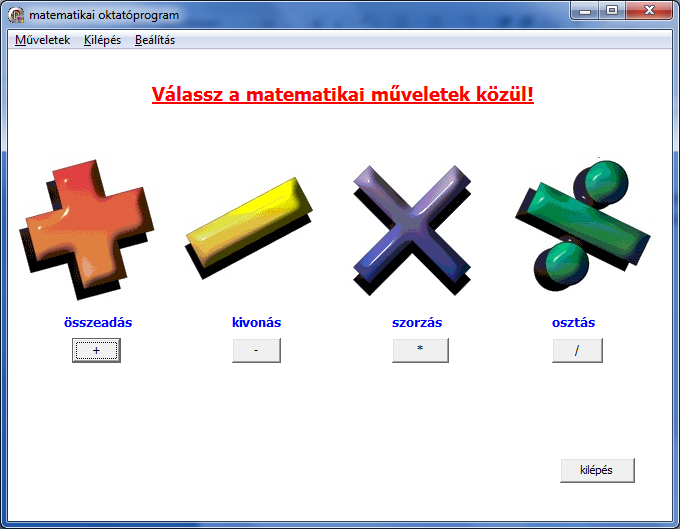 matematikai oktatóprogram
Műveletek Kilépés Beálítás
Válassz a matematikai műveletek közül!
összeadás kivonás szorzás osztás
+ - * /
kilépés